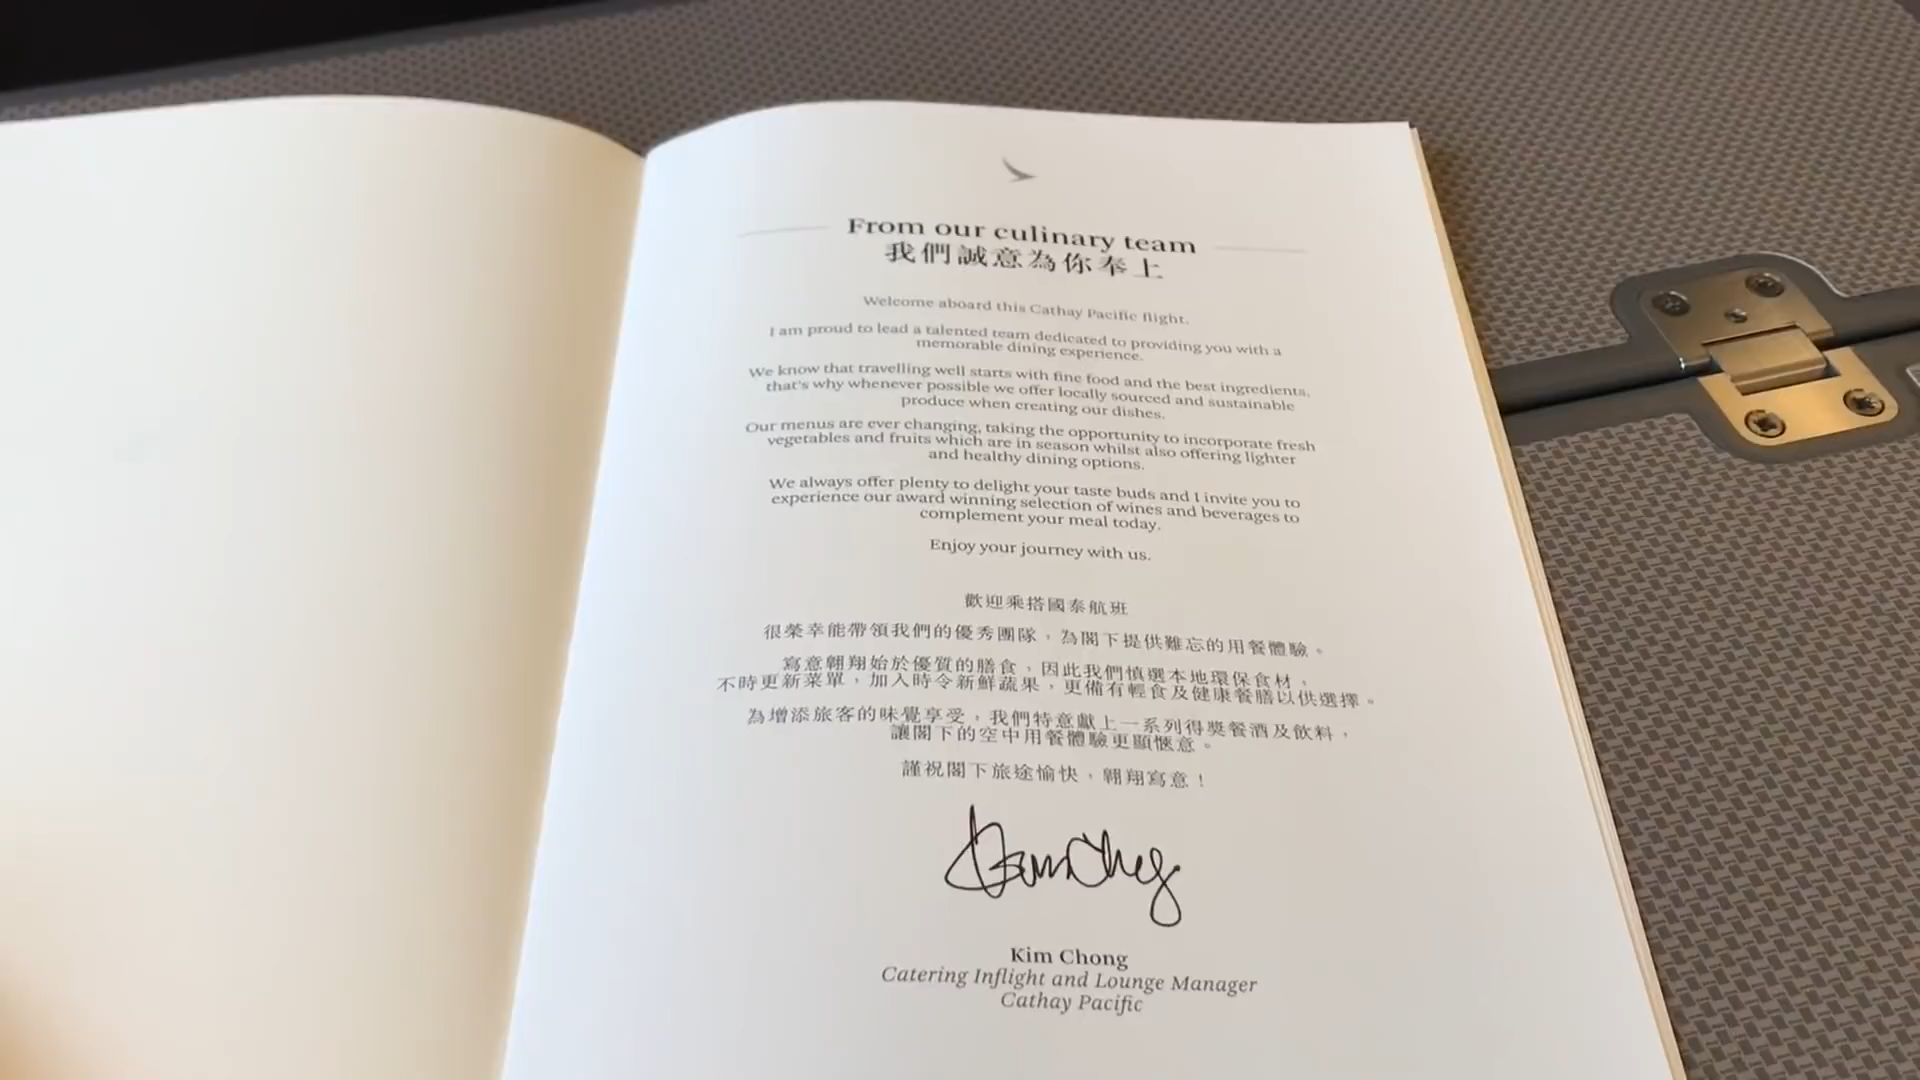 From our culinary team
我們誠意為你奉上
Welcome aboard this Cathay Pacific flight.
I am proud to lead a talented team dedicated to providing you with a
memorable dining experience.
We know that travelling well starts with fine food and the best ingredients,
that's why whenever possible we offer locally sourced and sustainable
produce when creating our dishes.
Our menus are ever changing, taking the opportunity to incorporate fresh
vegetables and fruits which are in season whilst also offering lighter
and healthy dining options.
We always offer plenty to delight your taste buds and I invite you to
experience our award winning selection of wines and beverages to
complement your meal today.
Enjoy your journey with us.
歡迎乘搭國泰航班
很榮幸能帶領我們的優秀團隊，為閣下提供難忘的用餐體驗。
寫意翱翔始於優質的膳食，因此我們慎選本地環保食材，
不時更新菜單，加入時令新鮮蔬果，更備有輕食及健康餐膳以供選擇。
為增添旅客的味覺享受，我們特意獻上一系列得獎餐酒及飲料，
讓閣下的空中用餐體驗更顯愜意。
謹祝閣下旅途愉快，翱翔寫意！
Kim Chong
Kim Chong
Catering Inflight and Lounge Manager
Cathay Pacific